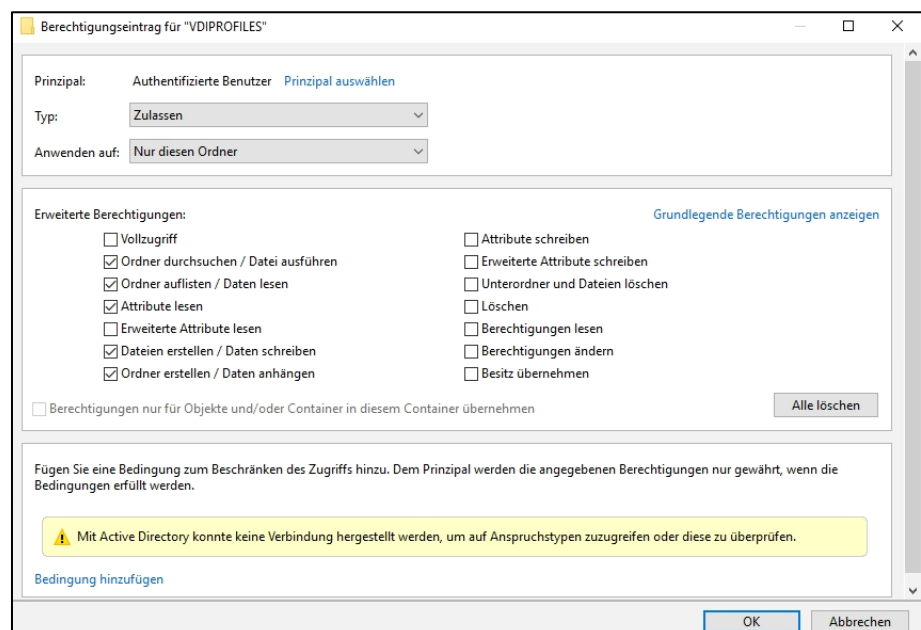 Berechtigungseintrag für "VDIPROFILES"
Prinzipal: Authentifizierte Benutzer Prinzipal auswählen
Typ: Zulassen
Anwenden auf: Nur diesen Ordner
Erweiterte Berechtigungen: Grundlegende Berechtigungen anzeigen
Vollzugriff Attribute schreiben
Ordner durchsuchen / Datei ausführen Erweiterte Attribute schreiben
Ordner auflisten / Daten lesen Unterordner und Dateien löschen
Attribute lesen Löschen
Erweiterte Attribute lesen Berechtigungen lesen
Dateien erstellen / Daten schreiben Berechtigungen ändern
Ordner erstellen / Daten anhängen Besitz übernehmen
Berechtigungen nur für Objekte und/oder Container in diesem Container übernehmen
Alle löschen
Fügen Sie eine Bedingung zum Beschränken des Zugriffs hinzu. Dem Prinzipal werden die angegebenen Berechtigungen nur gewährt, wenn die
Bedingungen erfüllt werden.
Mit Active Directory konnte keine Verbindung hergestellt werden, um auf Anspruchstypen zuzugreifen oder diese zu überprüfen.
Bedingung hinzufügen
OK Abbrechen